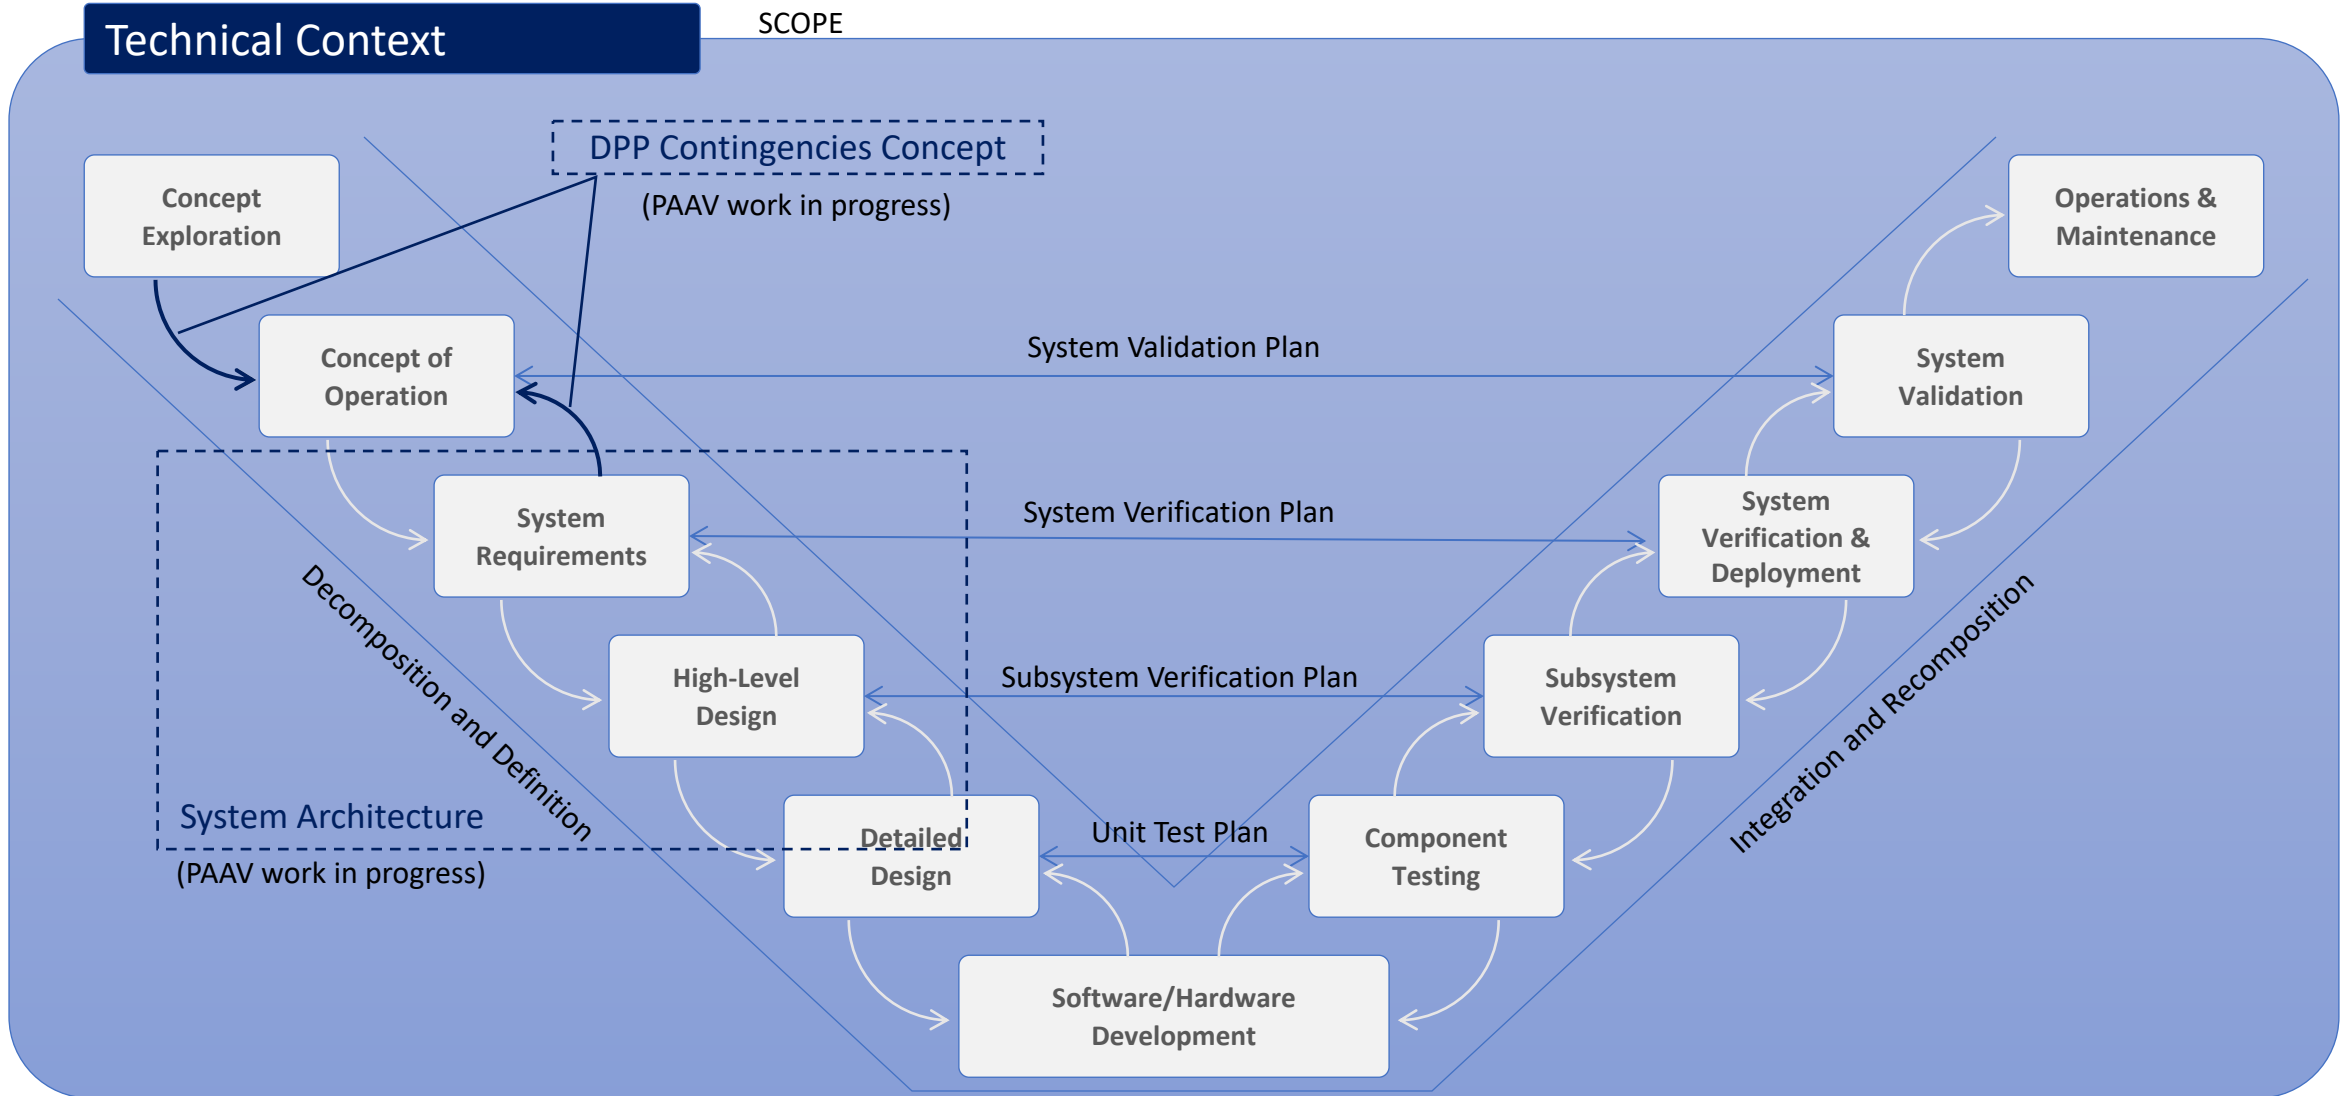 SCOPE
Technical Context
DPP Contingencies Concept
(PAAV work in progress)
Concept
Exploration
Operations &
Maintenance
System Validation Plan
Concept of
Operation
System
Validation
System Verification Plan
System
Requirements
System
Verification &
Deployment
Decomposition and Definition
Integration and Recomposition
Subsystem Verification Plan
High-Level
Design
Subsystem
Verification
System Architecture
(PAAV work in progress)
Unit Test Plan
Detailed
Design
Component
Testing
Software/Hardware
Development